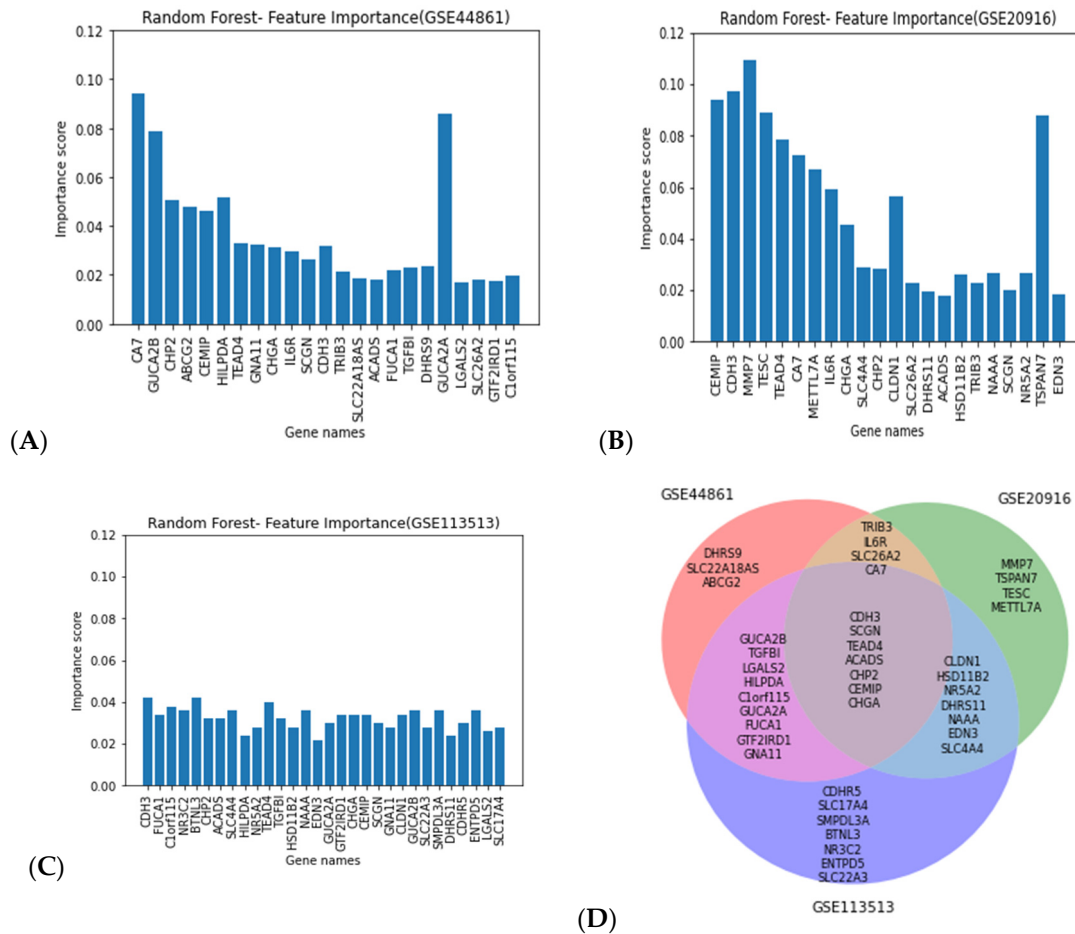 Random Forest- Feature Importance(GSE44861)
Importance score
0.12
0.10
0.08
0.06
0.04
0.02
0.00
CA7
GUCA2B
CHP2
ABCG2
CEMIP
HILPDA
TEAD4
GNA11
CHGA
IL6R
SCGN
CDH3
TRIB3
SLC22A18AS
ACADS
FUCA1
TGFBI
DHRS9
GUCA2A
LGALS2
SLC26A2
GTF2IRD1
C1orf115
Gene names
(A)
Random Forest- Feature Importance(GSE20916)
Importance score
0.12
0.10
0.08
0.06
0.04
0.02
0.00
CEMIP
CDH3
MMP7
TESC
TEAD4
CA7
METTL7A
IL6R
CHGA
SLC4A4
CHP2
CLDN1
SLC26A2
DHRS11
ACADS
HSD11B2
TRIB3
NAAA
SCGN
NR5A2
TSPAN7
EDN3
Gene names
(B)
Random Forest- Feature Importance(GSE113513)
Importance score
0.12
0.10
0.08
0.06
0.04
0.02
0.00
CDH3
FUCA1
C1orf115
NR3C2
BTNL3
CHP2
ACADS
SLC4A4
HILPDA
NR5A2
TEAD4
TGFBI
HSD11B2
NAAA
EDN3
GUCA2A
GTF2IRD1
CHGA
CEMIP
SCGN
GNA11
CLDN1
GUCA2B
SLC22A3
SMPDL3A
DHRS11
CDHR5
ENTPD5
LGALS2
SLC17A4
Gene names
(C)
GSE44861
GSE20916
DHRS9
SLC22A18AS
ABCG2
TRIB3
IL6R
SLC26A2
CA7
MMP7
TSPAN7
TESC
METTL7A
GUCA2B
TGFBI
LGALS2
HILPDA
C1orf115
GUCA2A
FUCA1
GTF2IRD1
GNA11
CDH3
SCGN
TEAD4
ACADS
CHP2
CEMIP
CHGA
CLDN1
HSD11B2
NR5A2
DHRS11
NAAA
EDN3
SLC4A4
CDHR5
SLC17A4
SMPDL3A
BTNL3
NR3C2
ENTPD5
SLC22A3
GSE113513
(D)